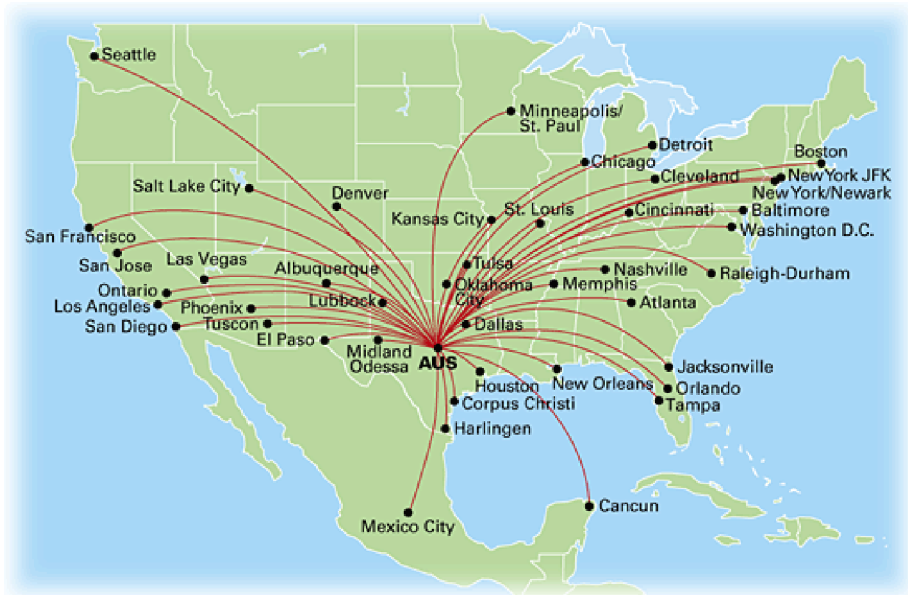 Seattle
Minneapolis/
St. Paul
Detroit
Boston
Chicago
Cleveland
New York JFK
New York/Newark
Salt Lake City
Denver
Kansas City
St. Louis
Cincinnati
Baltimore
Washington D.C.
San Francisco
San Jose
Las Vegas
Albuquerque
Tulsa
Nashville
Raleigh-Durham
Ontario
Oklahoma
City
Memphis
Los Angeles
Phoenix
Lubbock
Atlanta
San Diego
Tuscon
Dallas
El Paso
Midland
Odessa
AUS
Houston
New Orleans
Jacksonville
Orlando
Tampa
Corpus Christi
Harlingen
Cancun
Mexico City